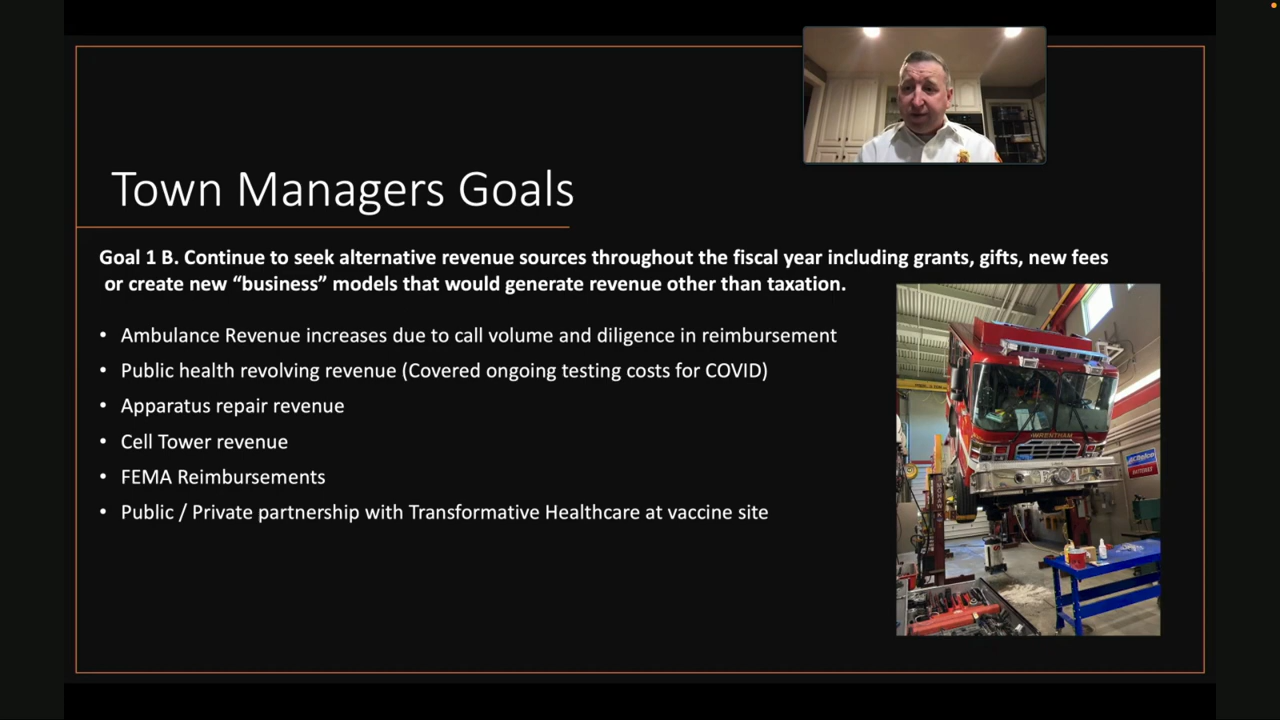 Town Managers Goals
Goal 1 B. Continue to seek alternative revenue sources throughout the fiscal year including grants, gifts, new fees
or create new “business” models that would generate revenue other than taxation.
• Ambulance Revenue increases due to call volume and diligence in reimbursement
• Public health revolving revenue (Covered ongoing testing costs for COVID)
• Apparatus repair revenue
• Cell Tower revenue
• FEMA Reimbursements
• Public / Private partnership with Transformative Healthcare at vaccine site
WRENTHAM
ACDelco